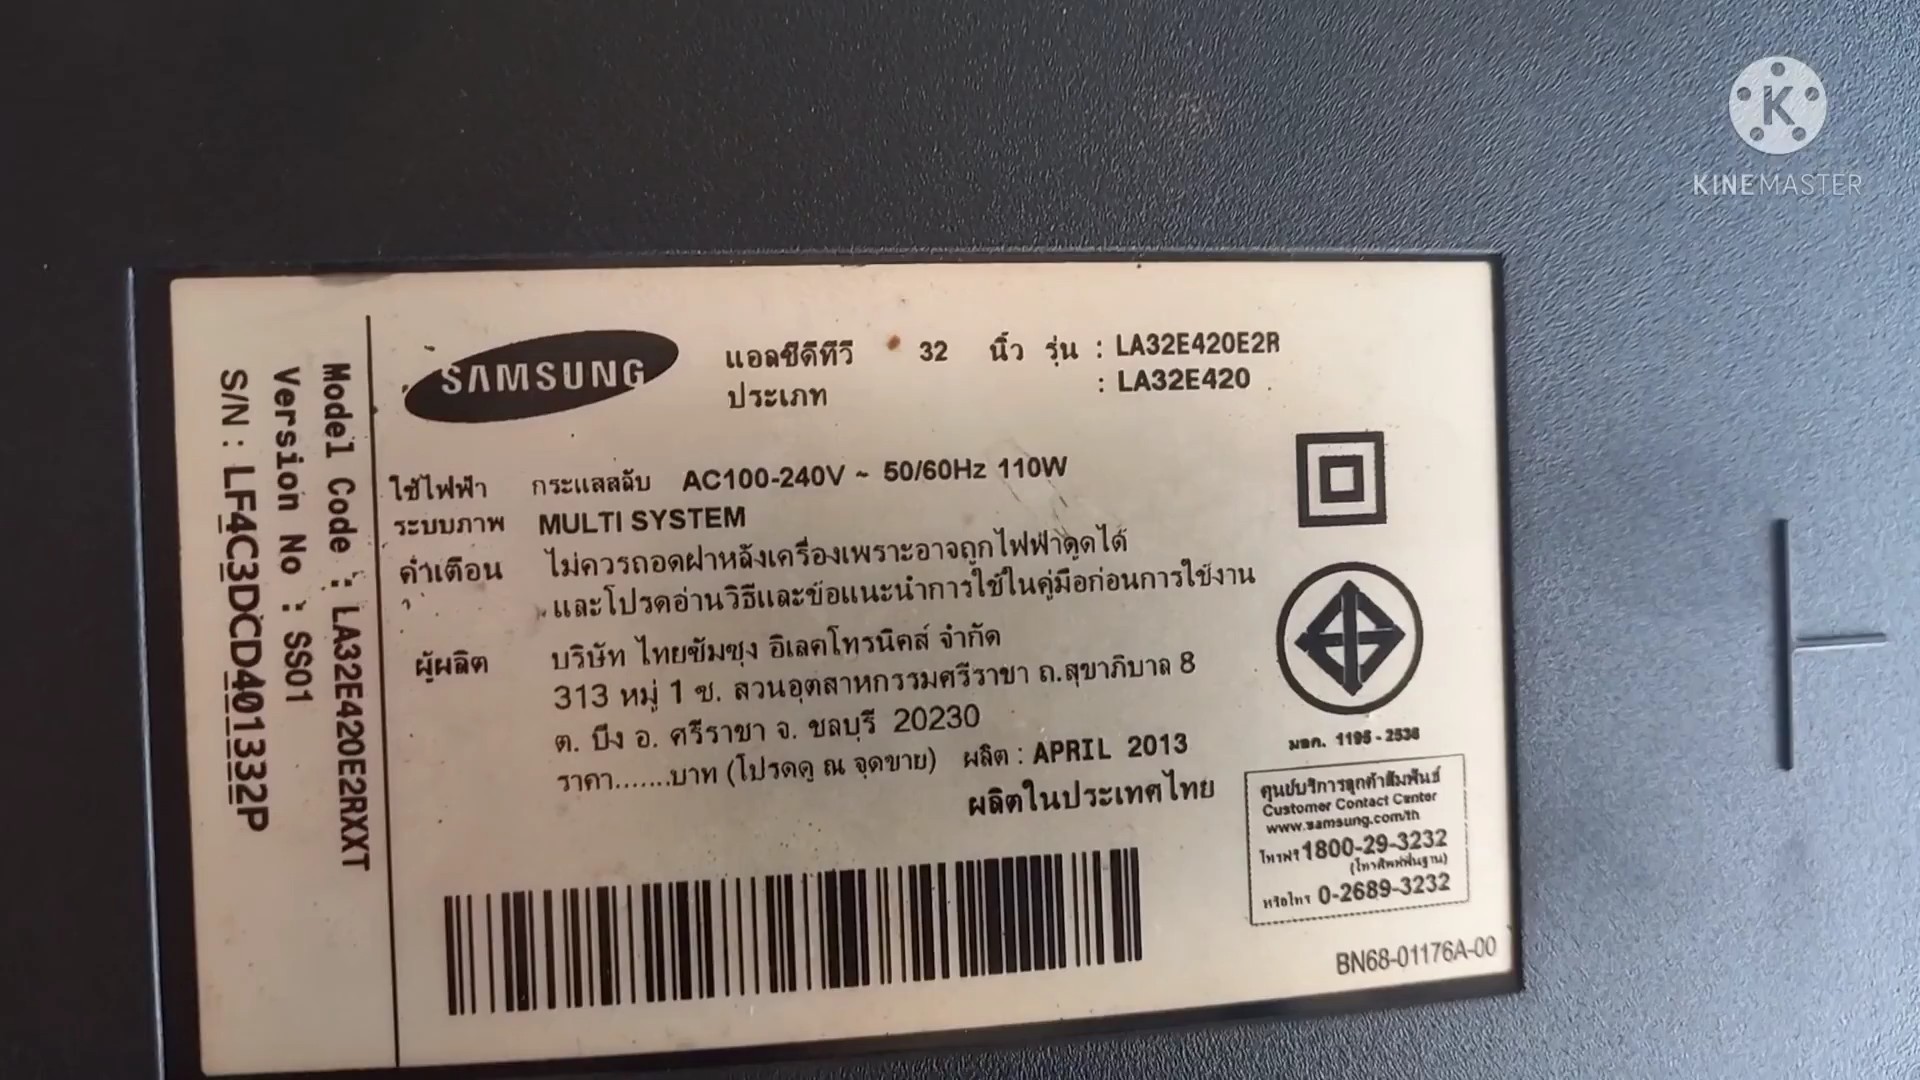 KINEMASTER
SAMSUNG
แอลซีดีทีวี 32 นิ้ว รุ่น : LA32E420E2R
ประเภท : LA32E420
ใช้ไฟฟ้า กระแสสลับ AC100-240V ~ 50/60Hz 110W
ระบบภาพ MULTI SYSTEM
คำเตือน ไม่ควรถอดฝาหลังเครื่องเพราะอาจถูกไฟฟ้าดูดได้
และโปรดอ่านวิธีและข้อแนะนำการใช้ในคู่มือก่อนการใช้งาน
ผู้ผลิต บริษัท ไทยซัมซุง อิเลคโทรนิคส์ จำกัด
313 หมู่ 1 ซ. สวนอุตสาหกรรมศรีราชา ถ.สุขาภิบาล 8
ต. บึง อ. ศรีราชา จ. ชลบุรี 20230
ราคา.......บาท (โปรดดู ณ จุดขาย) ผลิต : APRIL 2013
ผลิตในประเทศไทย
มอก. 1195 - 2536
ศูนย์บริการลูกค้าสัมพันธ์
Customer Contact Center
www.samsung.com/th
โทรฟรี 1800-29-3232
(โทรศัพท์พื้นฐาน)
หรือโทร 0-2689-3232
BN68-01176A-00
Model Code : LA32E420E2RXXT
Version No : SS01
S/N : LF4C3DCD401332P